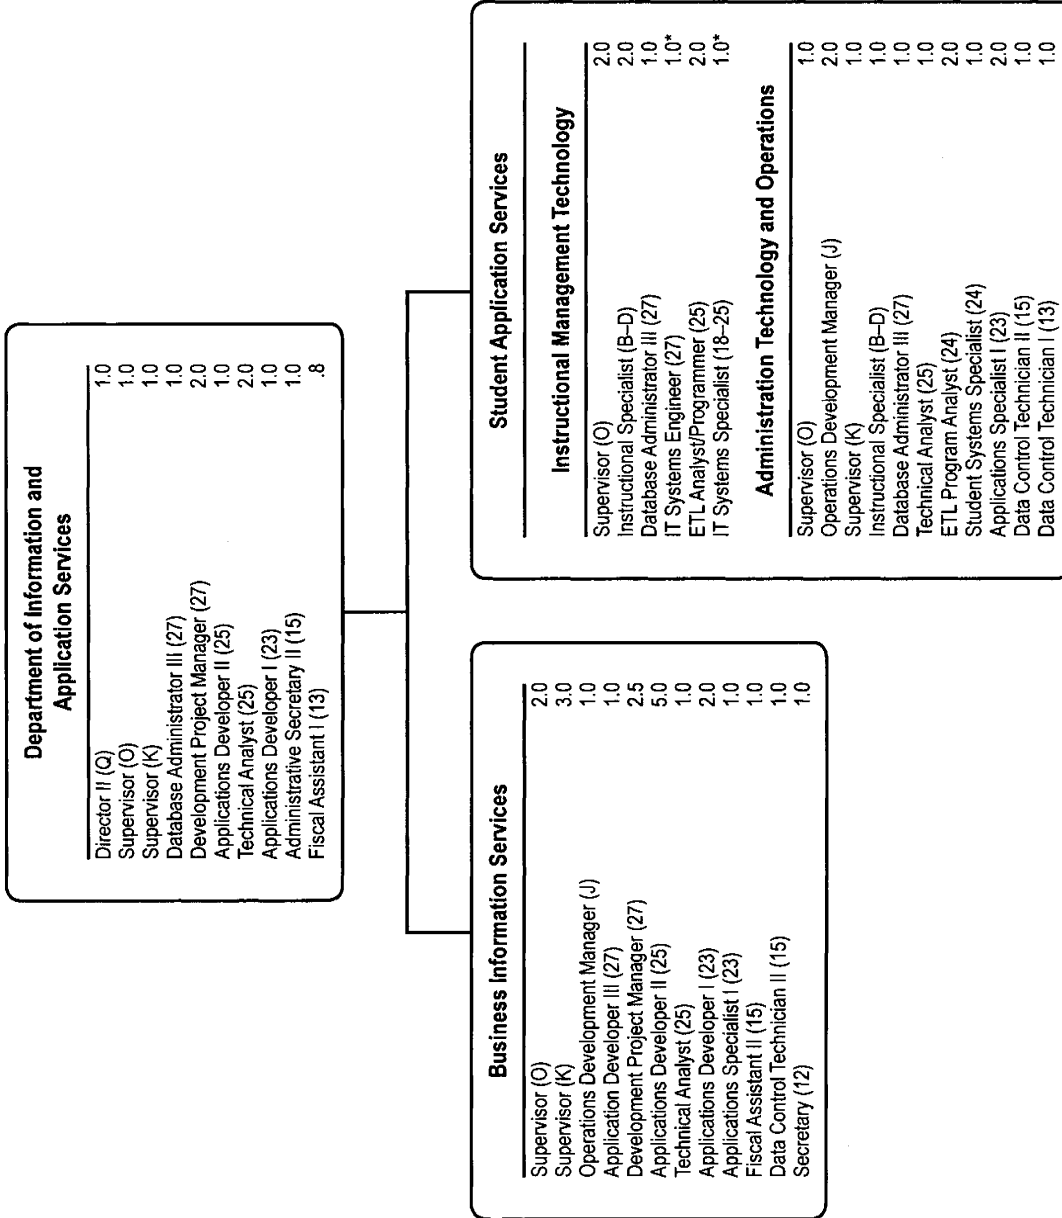 Department of Information and
Application Services
Director II (Q) 1.0
Supervisor (O) 1.0
Supervisor (K) 1.0
Database Administrator III (27) 1.0
Development Project Manager (27) 2.0
Applications Developer II (25) 1.0
Technical Analyst (25) 2.0
Applications Developer I (23) 1.0
Administrative Secretary II (15) 1.0
Fiscal Assistant I (13) .8
Business Information Services
Supervisor (O) 2.0
Supervisor (K) 3.0
Operations Development Manager (J) 1.0
Application Developer III (27) 1.0
Development Project Manager (27) 2.5
Applications Developer II (25) 5.0
Technical Analyst (25) 1.0
Applications Developer I (23) 2.0
Applications Specialist I (23) 1.0
Fiscal Assistant II (15) 1.0
Data Control Technician II (15) 1.0
Secretary (12) 1.0
Student Application Services
Instructional Management Technology
Supervisor (O) 2.0
Instructional Specialist (B–D) 2.0
Database Administrator III (27) 1.0
IT Systems Engineer (27) 1.0*
ETL Analyst/Programmer (25) 2.0
IT Systems Specialist (18–25) 1.0*
Administration Technology and Operations
Supervisor (O) 1.0
Operations Development Manager (J) 2.0
Supervisor (K) 1.0
Instructional Specialist (B–D) 1.0
Database Administrator III (27) 1.0
Technical Analyst (25) 1.0
ETL Program Analyst (24) 2.0
Student Systems Specialist (24) 1.0
Applications Specialist I (23) 2.0
Data Control Technician II (15) 1.0
Data Control Technician I (13) 1.0